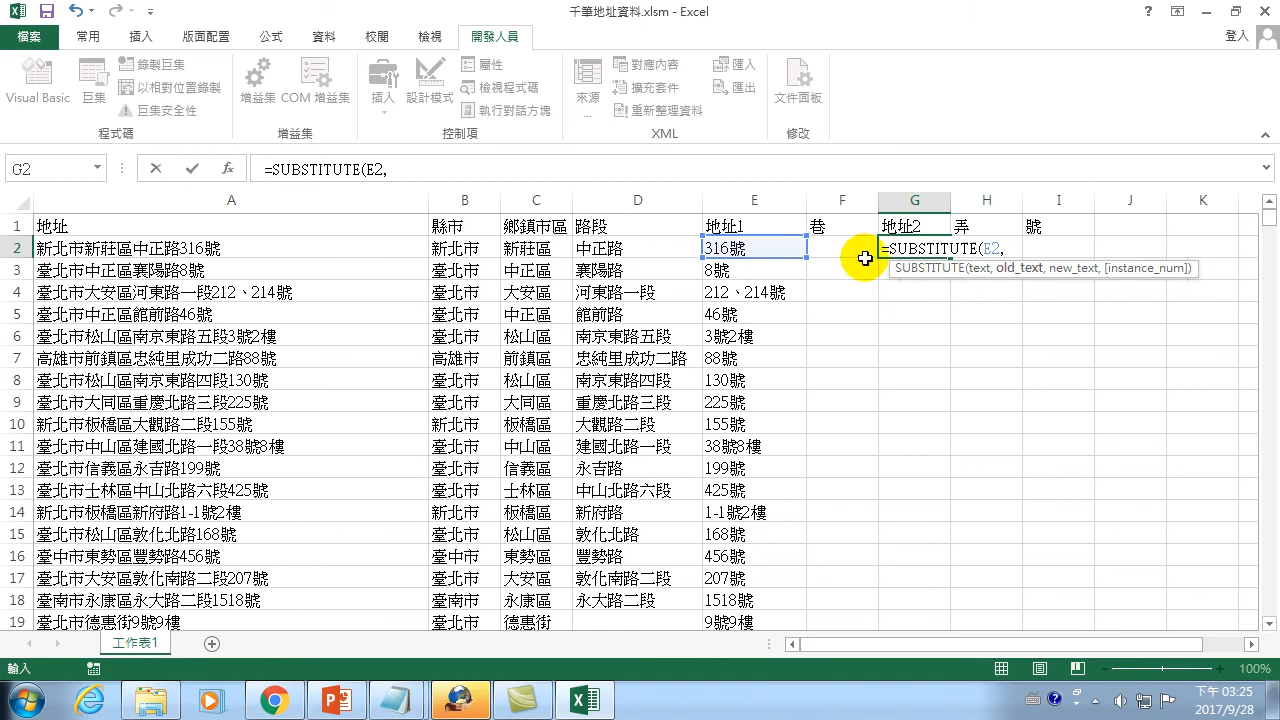 千筆地址資料.xlsm - Excel
檔案 常用 插入 版面配置 公式 資料 校閱 檢視 開發人員 登入
Visual Basic 巨集 錄製巨集 以相對位置錄製 巨集安全性 增益集 COM 增益集 插入 設計模式 屬性 檢視程式碼 執行對話方塊 來源 ... 對應內容 擴充套件 重新整理資料 匯入 匯出 文件面板
程式碼 增益集 控制項 XML 修改
G2 fx =SUBSTITUTE(E2,
A B C D E F G H I J K
1 地址 縣市 鄉鎮市區 路段 地址1 巷 地址2 弄 號
2 新北市新莊區中正路316號 新北市 新莊區 中正路 316號 =SUBSTITUTE(E2,
SUBSTITUTE(text, old_text, new_text, [instance_num])
3 臺北市中正區襄陽路8號 臺北市 中正區 襄陽路 8號
4 臺北市大安區河東路一段212、214號 臺北市 大安區 河東路一段 212、214號
5 臺北市中正區館前路46號 臺北市 中正區 館前路 46號
6 臺北市松山區南京東路五段3號2樓 臺北市 松山區 南京東路五段 3號2樓
7 高雄市前鎮區忠純里成功二路88號 高雄市 前鎮區 忠純里成功二路 88號
8 臺北市松山區南京東路四段130號 臺北市 松山區 南京東路四段 130號
9 臺北市大同區重慶北路三段225號 臺北市 大同區 重慶北路三段 225號
10 新北市板橋區大觀路二段155號 新北市 板橋區 大觀路二段 155號
11 臺北市中山區建國北路一段38號8樓 臺北市 中山區 建國北路一段 38號8樓
12 臺北市信義區永吉路199號 臺北市 信義區 永吉路 199號
13 臺北市士林區中山北路六段425號 臺北市 士林區 中山北路六段 425號
14 新北市板橋區新府路1-1號2樓 新北市 板橋區 新府路 1-1號2樓
15 臺北市松山區敦化北路168號 臺北市 松山區 敦化北路 168號
16 臺中市東勢區豐勢路456號 臺中市 東勢區 豐勢路 456號
17 臺北市大安區敦化南路二段207號 臺北市 大安區 敦化南路二段 207號
18 臺南市永康區永大路二段1518號 臺南市 永康區 永大路二段 1518號
19 臺北市德惠街9號9樓 臺北市 德惠街 9號9樓
工作表1
輸入 100%
下午 03:25
2017/9/28